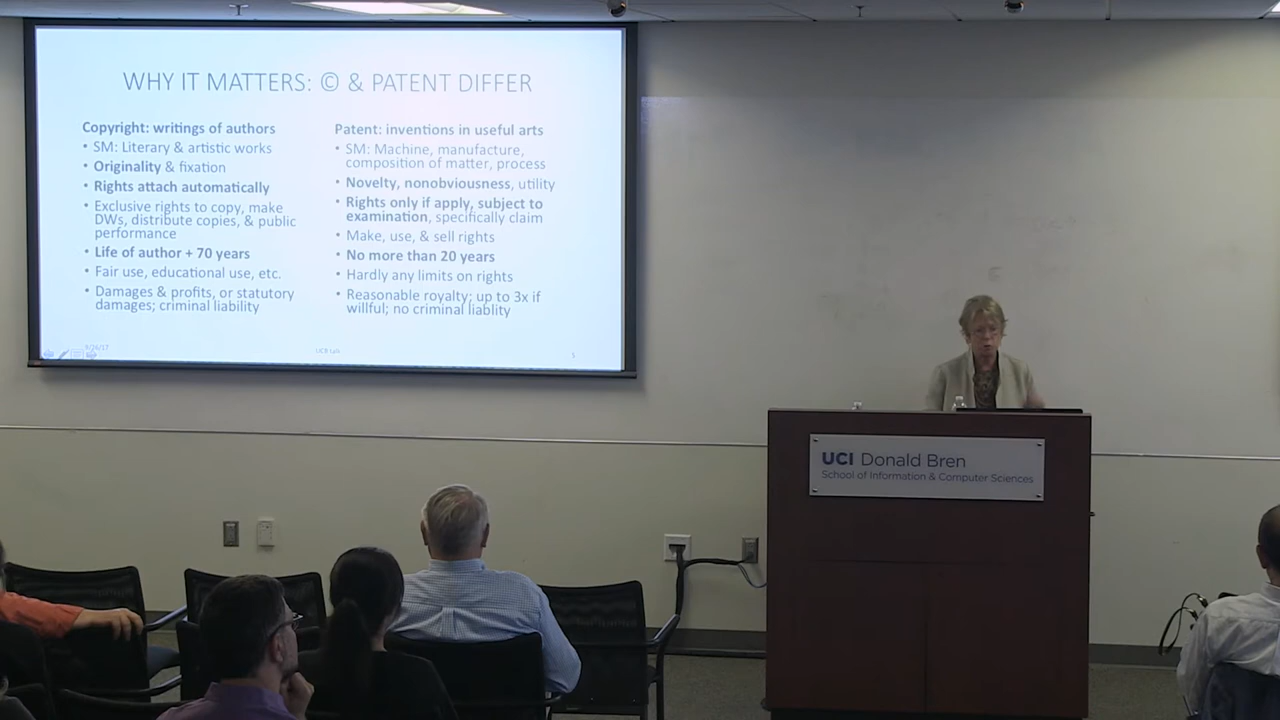 WHY IT MATTERS: © & PATENT DIFFER
Copyright: writings of authors
• SM: Literary & artistic works
• Originality & fixation
• Rights attach automatically
• Exclusive rights to copy, make
DWs, distribute copies, & public
performance
• Life of author + 70 years
• Fair use, educational use, etc.
• Damages & profits, or statutory
damages; criminal liability
Patent: inventions in useful arts
• SM: Machine, manufacture,
composition of matter, process
• Novelty, nonobviousness, utility
• Rights only if apply, subject to
examination, specifically claim
• Make, use, & sell rights
• No more than 20 years
• Hardly any limits on rights
• Reasonable royalty; up to 3x if
willful; no criminal liablity
UCB talk
UCI Donald Bren
School of Information & Computer Sciences